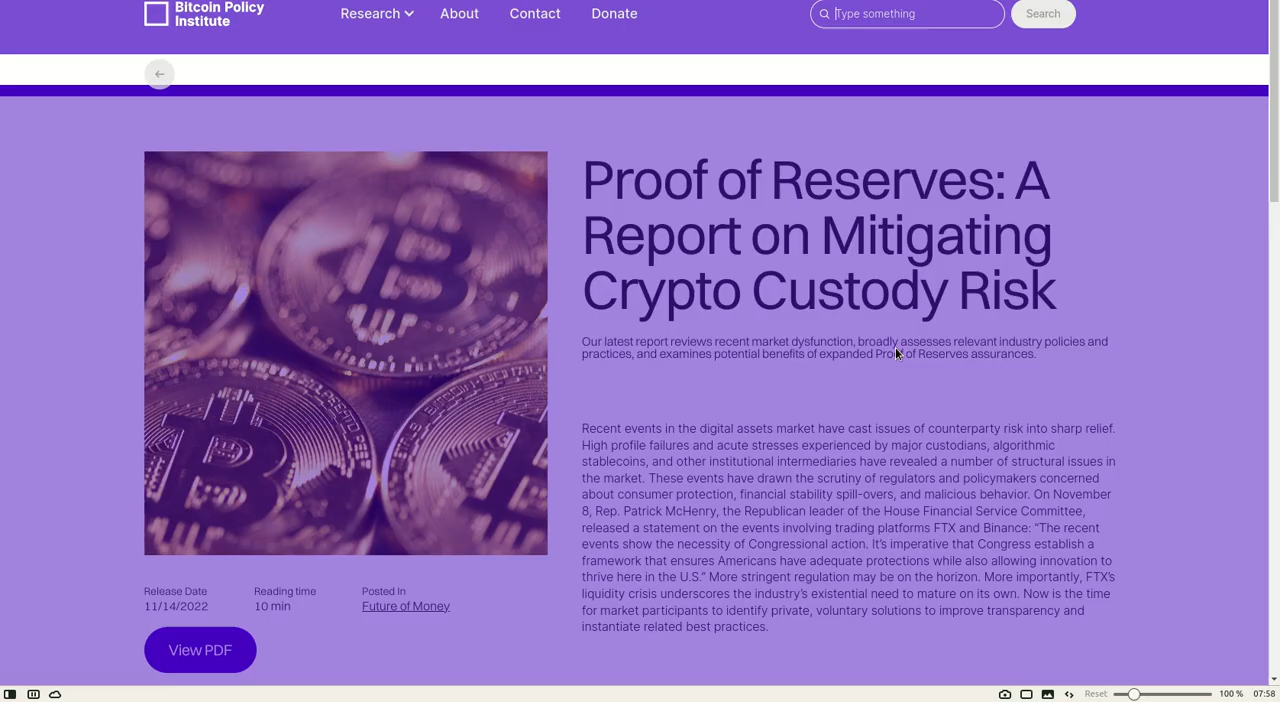 Bitcoin Policy
Institute
Research
About
Contact
Donate
Type something
Search
Proof of Reserves: A
Report on Mitigating
Crypto Custody Risk
Our latest report reviews recent market dysfunction, broadly assesses relevant industry policies and
practices, and examines potential benefits of expanded Proof of Reserves assurances.
Recent events in the digital assets market have cast issues of counterparty risk into sharp relief.
High profile failures and acute stresses experienced by major custodians, algorithmic
stablecoins, and other institutional intermediaries have revealed a number of structural issues in
the market. These events have drawn the scrutiny of regulators and policymakers concerned
about consumer protection, financial stability spill-overs, and malicious behavior. On November
8, Rep. Patrick McHenry, the Republican leader of the House Financial Service Committee,
released a statement on the events involving trading platforms FTX and Binance: “The recent
events show the necessity of Congressional action. It’s imperative that Congress establish a
framework that ensures Americans have adequate protections while also allowing innovation to
thrive here in the U.S.” More stringent regulation may be on the horizon. More importantly, FTX’s
liquidity crisis underscores the industry’s existential need to mature on its own. Now is the time
for market participants to identify private, voluntary solutions to improve transparency and
instantiate related best practices.
Release Date
11/14/2022
Reading time
10 min
Posted In
Future of Money
View PDF
Reset
100 %
07:58